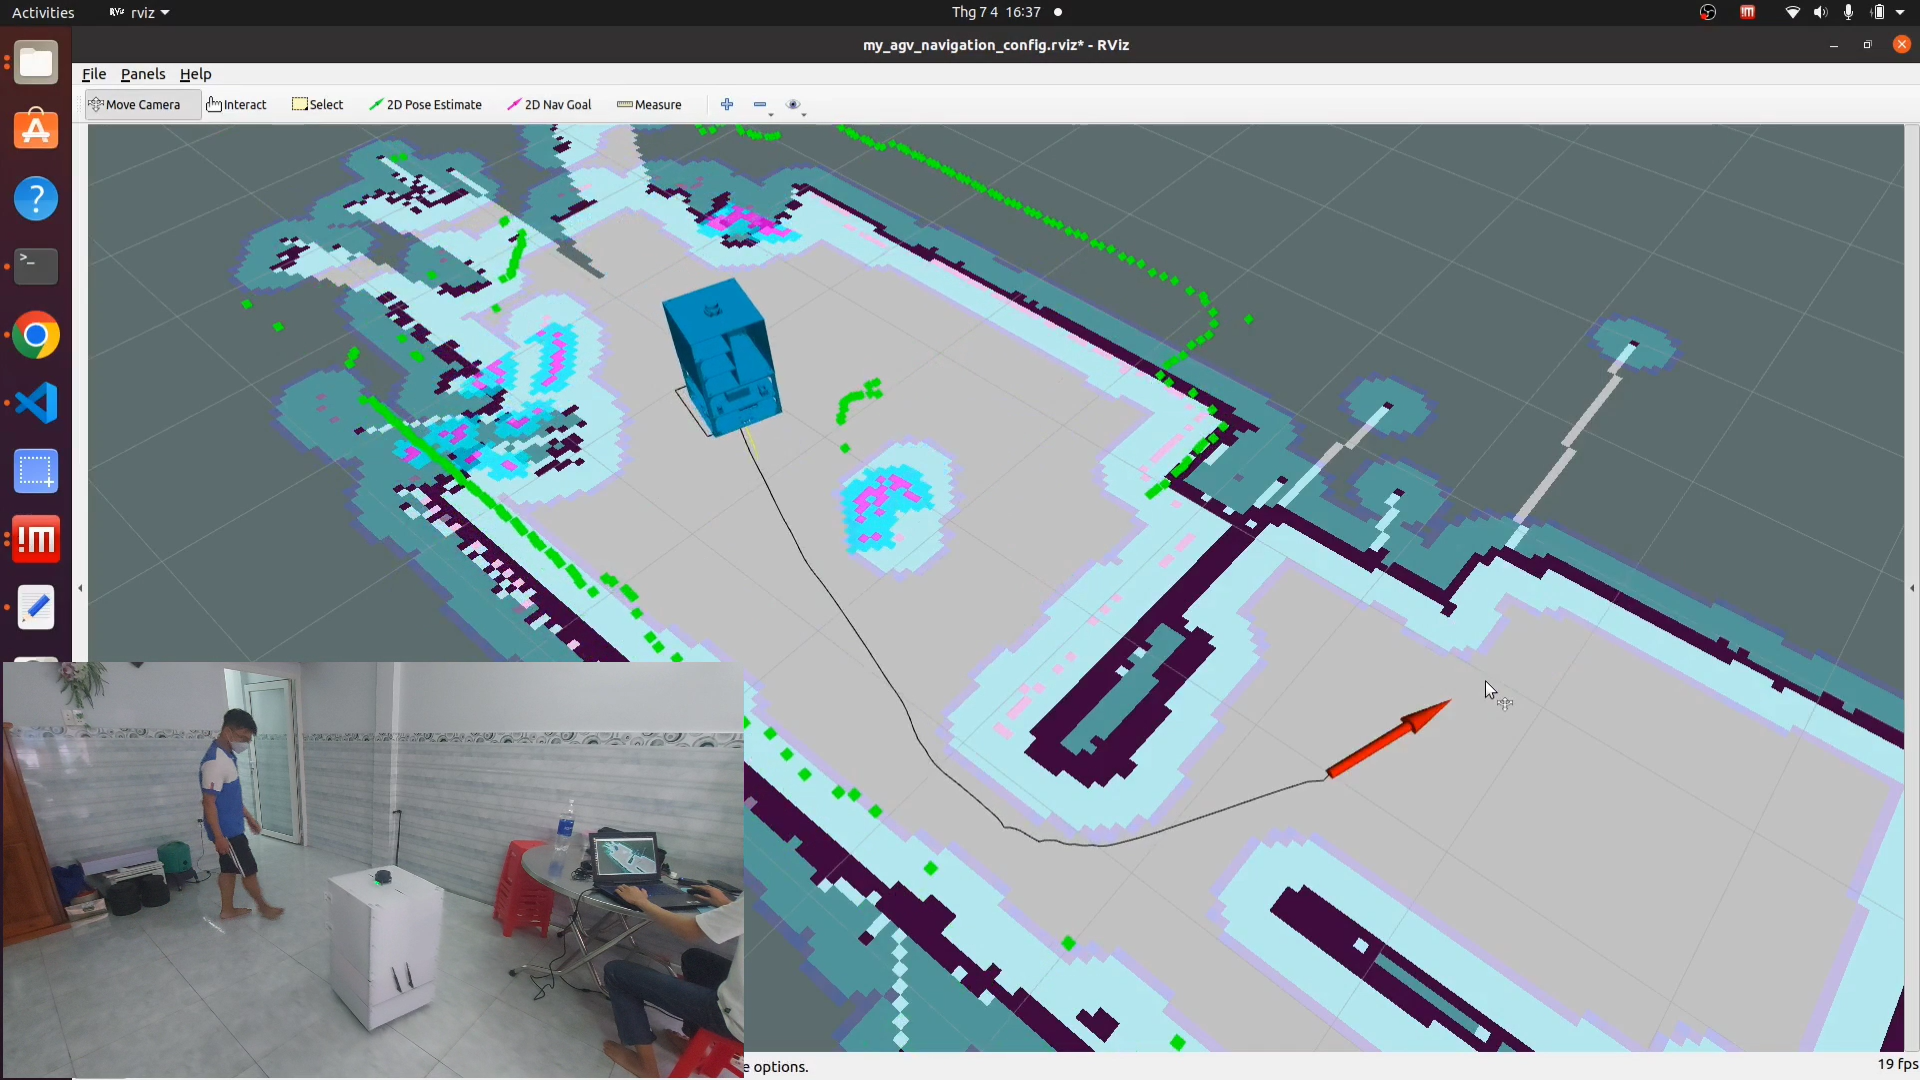 Activities
RViz
rviz
Thg 7 4 16:37
my_agv_navigation_config.rviz* - RViz
File Panels Help
Move Camera Interact Select 2D Pose Estimate 2D Nav Goal Measure
e options.
19 fps